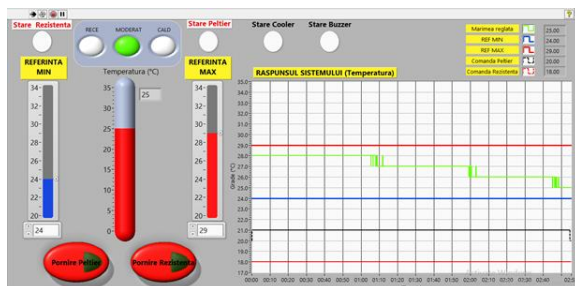 Stare Rezistenta
RECE
MODERAT
CALD
Stare Peltier
Stare Cooler
Stare Buzzer
Marimea reglata
25.00
REF MIN
24.00
REF MAX
29.00
Comanda Peltier
20.00
Comanda Rezistenta
18.00
REFERINTA
MIN
Temperatura (°C)
REFERINTA
MAX
RASPUNSUL SISTEMULUI (Temperatura)
34-
32-
30-
28-
26-
24-
22-
20-
24
35-
30-
25-
20-
15-
10-
5-
0-
25
34-
32-
30-
28-
26-
24-
22-
20-
29
Pornire Peltier
Pornire Rezistenta
Grade (°C)
35.0
34.0
33.0
32.0
31.0
30.0
29.0
28.0
27.0
26.0
25.0
24.0
23.0
22.0
21.0
20.0
19.0
18.0
17.0
00:00 00:10 00:20 00:30 00:40 00:50 01:00 01:10 01:20 01:30 01:40 01:50 02:00 02:10 02:20 02:30 02:40